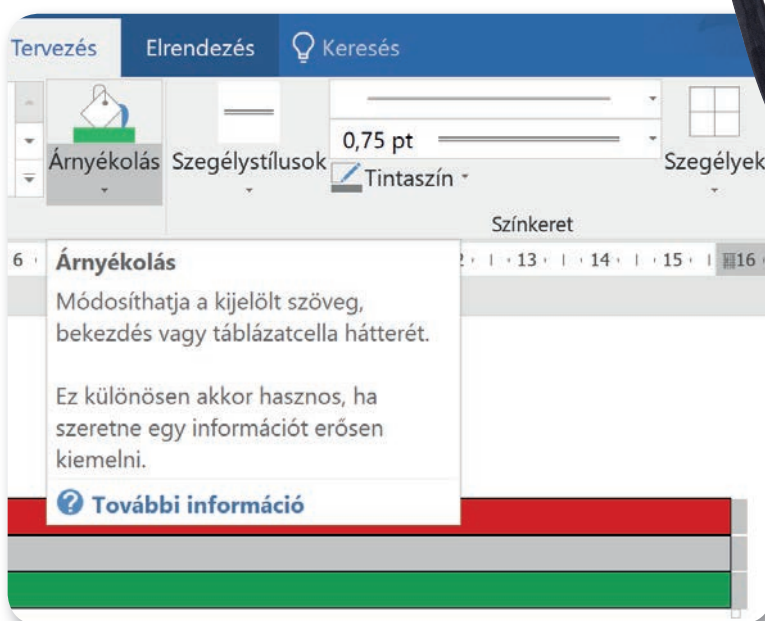 Tervezés Elrendezés Keresés
0,75 pt
Árnyékolás Szegélystílusok Tintaszín Szegélyek
Színkeret
6 13 14 15 16
Árnyékolás
Módosíthatja a kijelölt szöveg,
bekezdés vagy táblázatcella hátterét.
Ez különösen akkor hasznos, ha
szeretne egy információt erősen
kiemelni.
? További információ